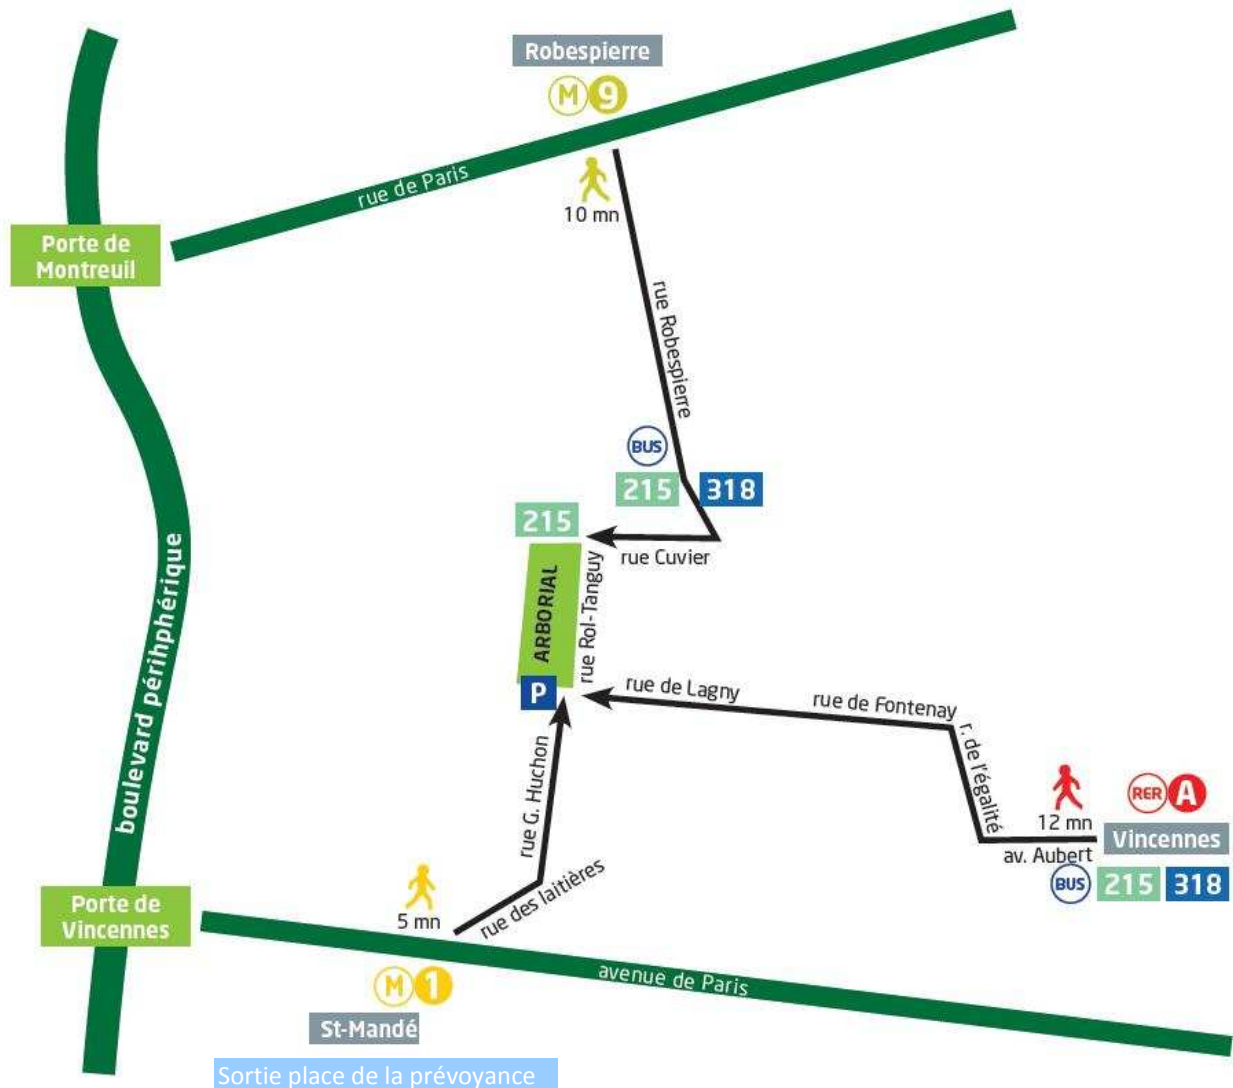 Robespierre
M 9
rue de Paris
10 mn
Porte de
Montreuil
rue Robespierre
BUS
215 318
215
rue Cuvier
ARBORIAL
rue Rol-Tanguy
boulevard périhphérique
P
rue de Lagny
rue de Fontenay
r. de l'égalité
rue G. Huchon
RER A
12 mn
Vincennes
av. Aubert
BUS 215 318
rue des laitières
5 mn
Porte de
Vincennes
avenue de Paris
M 1
St-Mandé
Sortie place de la prévoyance